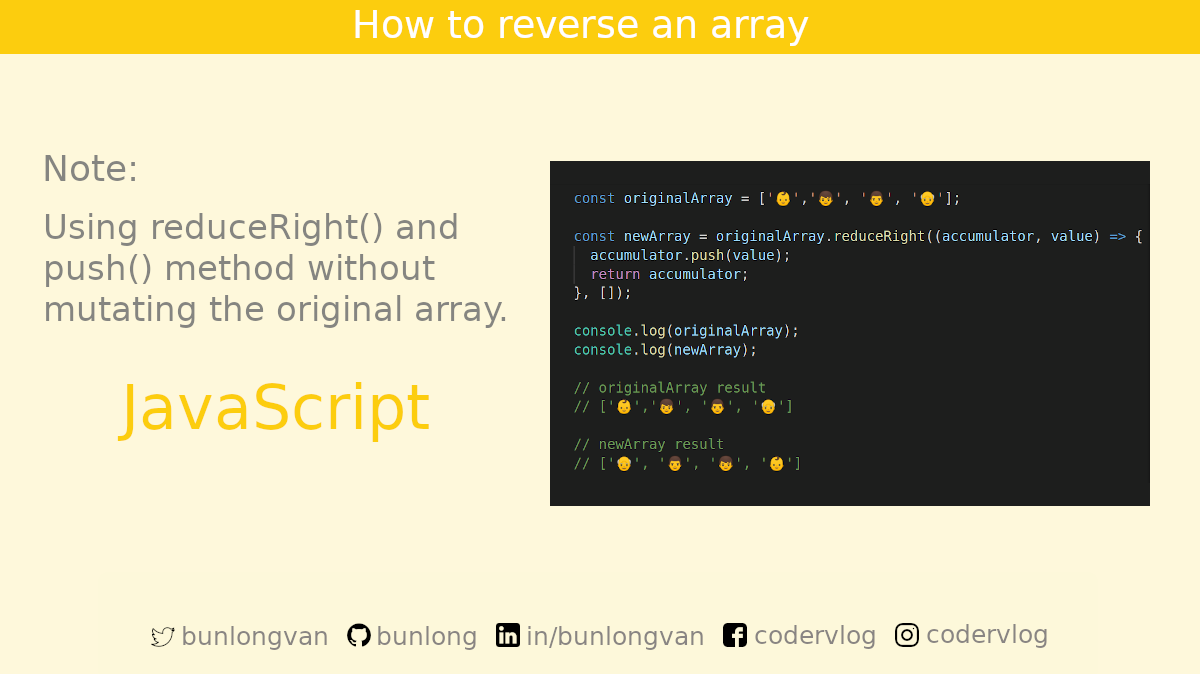 How to reverse an array
Note:
Using reduceRight() and
push() method without
mutating the original array.
JavaScript
const originalArray = ['👶','👦', '👨', '👴'];
const newArray = originalArray.reduceRight((accumulator, value) => {
  accumulator.push(value);
  return accumulator;
}, []);
console.log(originalArray);
console.log(newArray);
// originalArray result
// ['👶','👦', '👨', '👴']
// newArray result
// ['👴', '👨', '👦', '👶']
bunlongvan bunlong in/bunlongvan codervlog codervlog